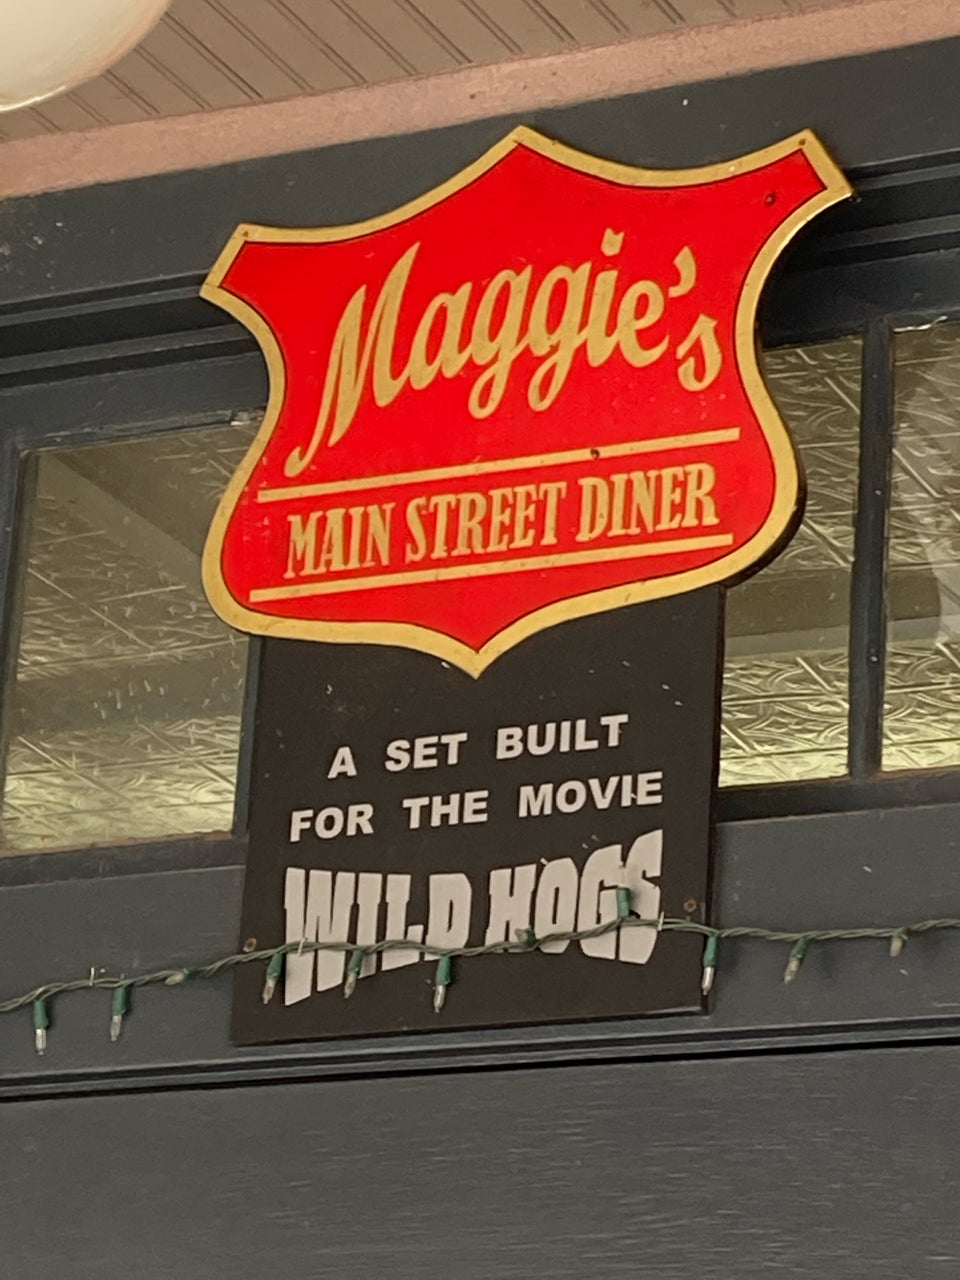 Maggie's
MAIN STREET DINER
A SET BUILT
FOR THE MOVIE
WILD HOGS